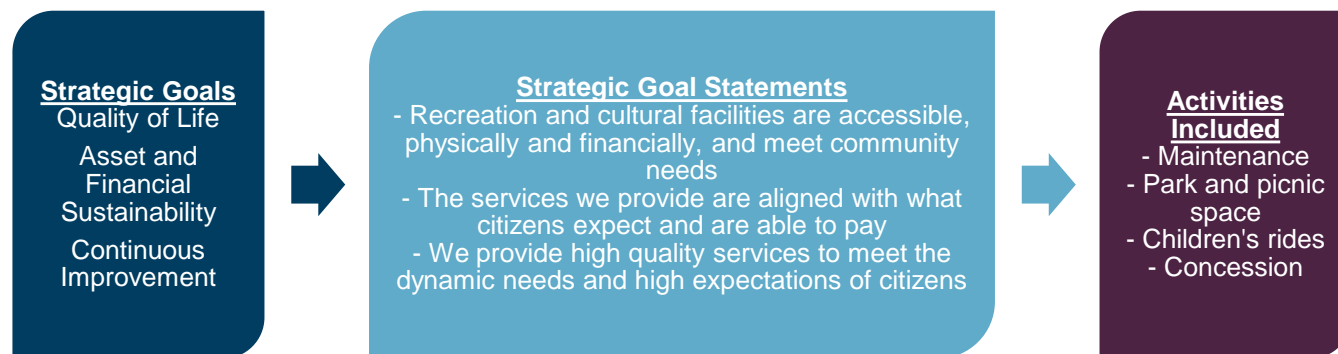 Strategic Goals
Quality of Life
Asset and
Financial
Sustainability
Continuous
Improvement
Strategic Goal Statements
- Recreation and cultural facilities are accessible,
physically and financially, and meet community
needs
- The services we provide are aligned with what
citizens expect and are able to pay
- We provide high quality services to meet the
dynamic needs and high expectations of citizens
Activities
Included
- Maintenance
- Park and picnic
space
- Children's rides
- Concession